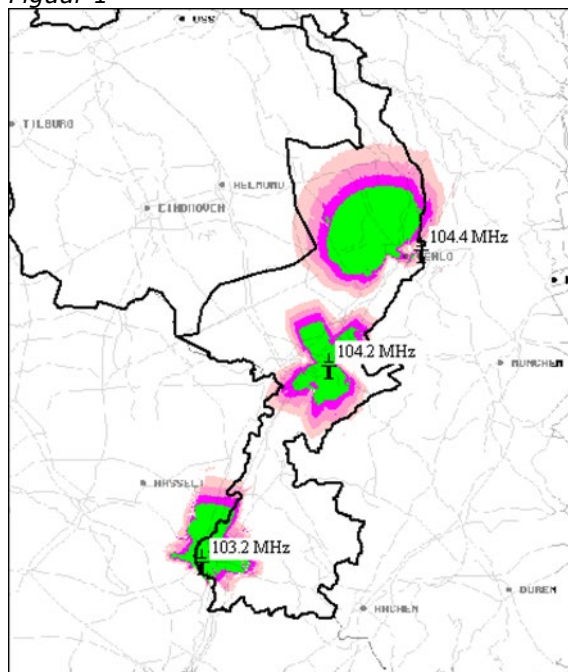 Figuur 1
OSS
TILBURG
HELMOND
EINDHOVEN
104.4 MHz
VENLO
104.2 MHz
MUNCHEN
HASSELT
103.2 MHz
DUREN
AACHEN